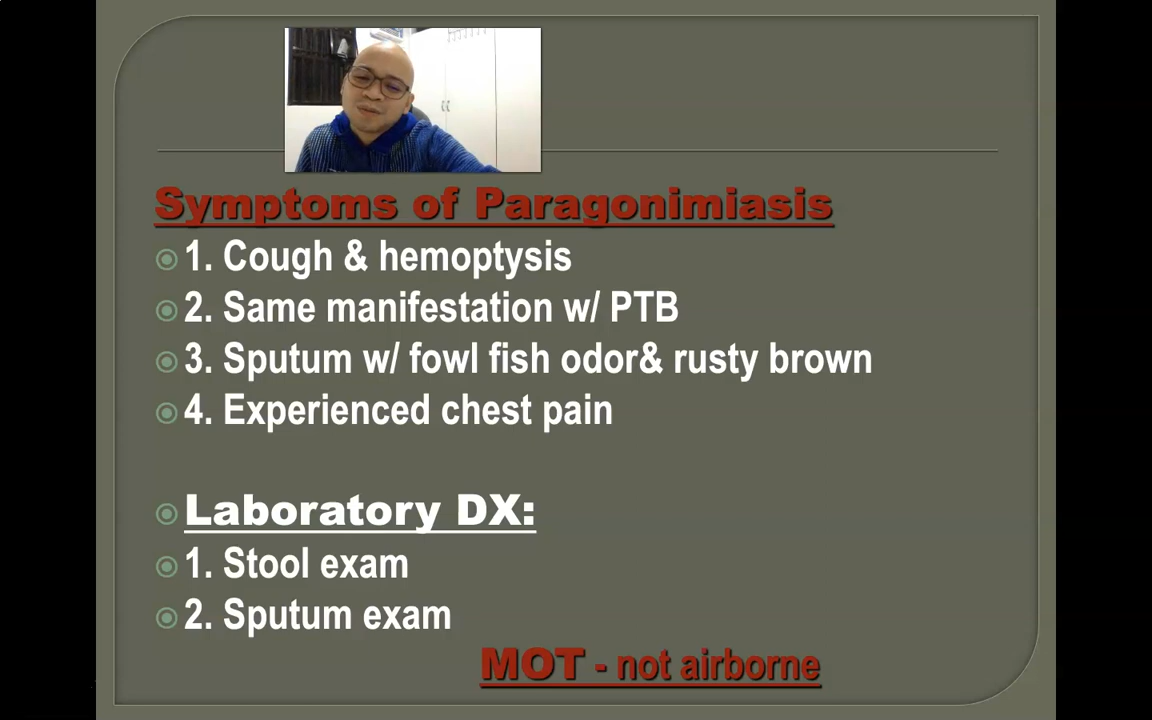 Symptoms of Paragonimiasis
1. Cough & hemoptysis
2. Same manifestation w/ PTB
3. Sputum w/ fowl fish odor& rusty brown
4. Experienced chest pain
Laboratory DX:
1. Stool exam
2. Sputum exam
MOT - not airborne